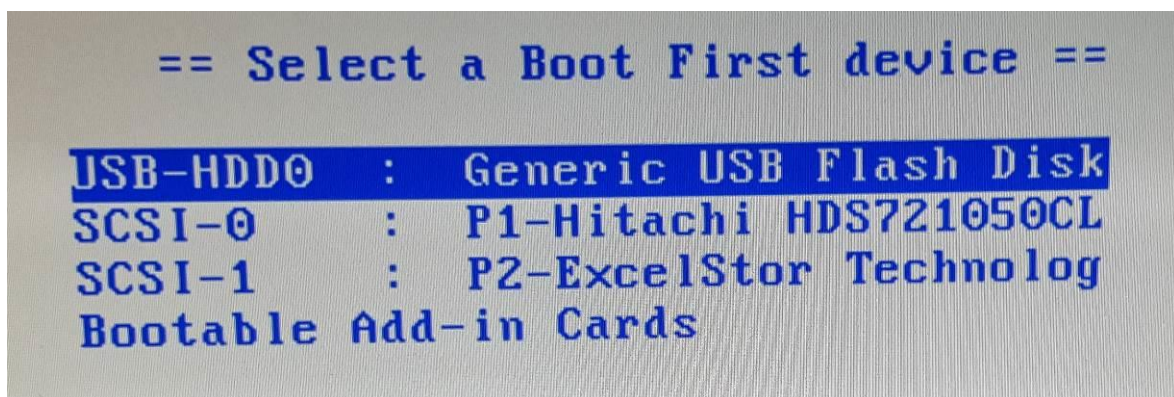 == Select a Boot First device ==
USB-HDD0 : Generic USB Flash Disk
SCSI-0 : P1-Hitachi HDS721050CL
SCSI-1 : P2-ExcelStor Technolog
Bootable Add-in Cards